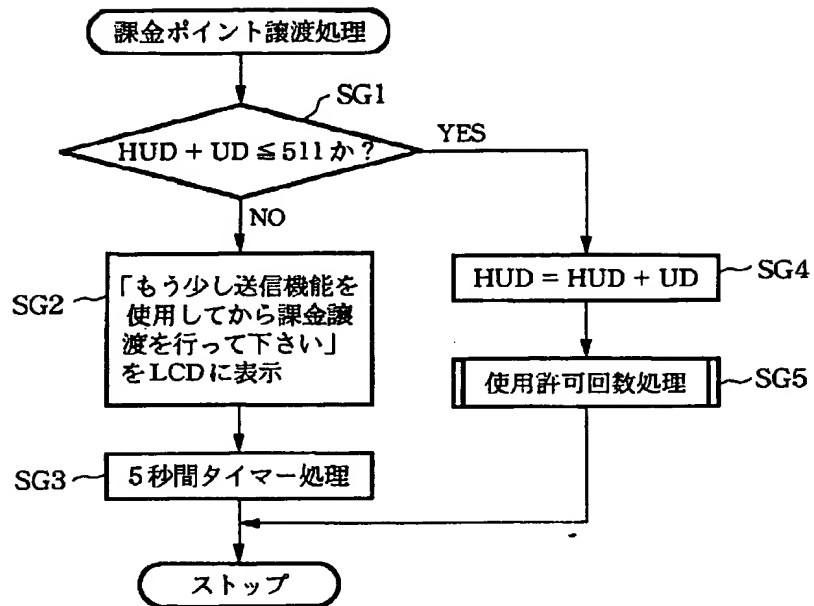 課金ポイント譲渡処理
SG1
HUD + UD ≦ 511か?
YES
NO
SG2
「もう少し送信機能を
使用してから課金譲
渡を行って下さい」
をLCDに表示
HUD = HUD + UD
SG4
使用許可回数処理
SG5
SG3
5秒間タイマー処理
ストップ